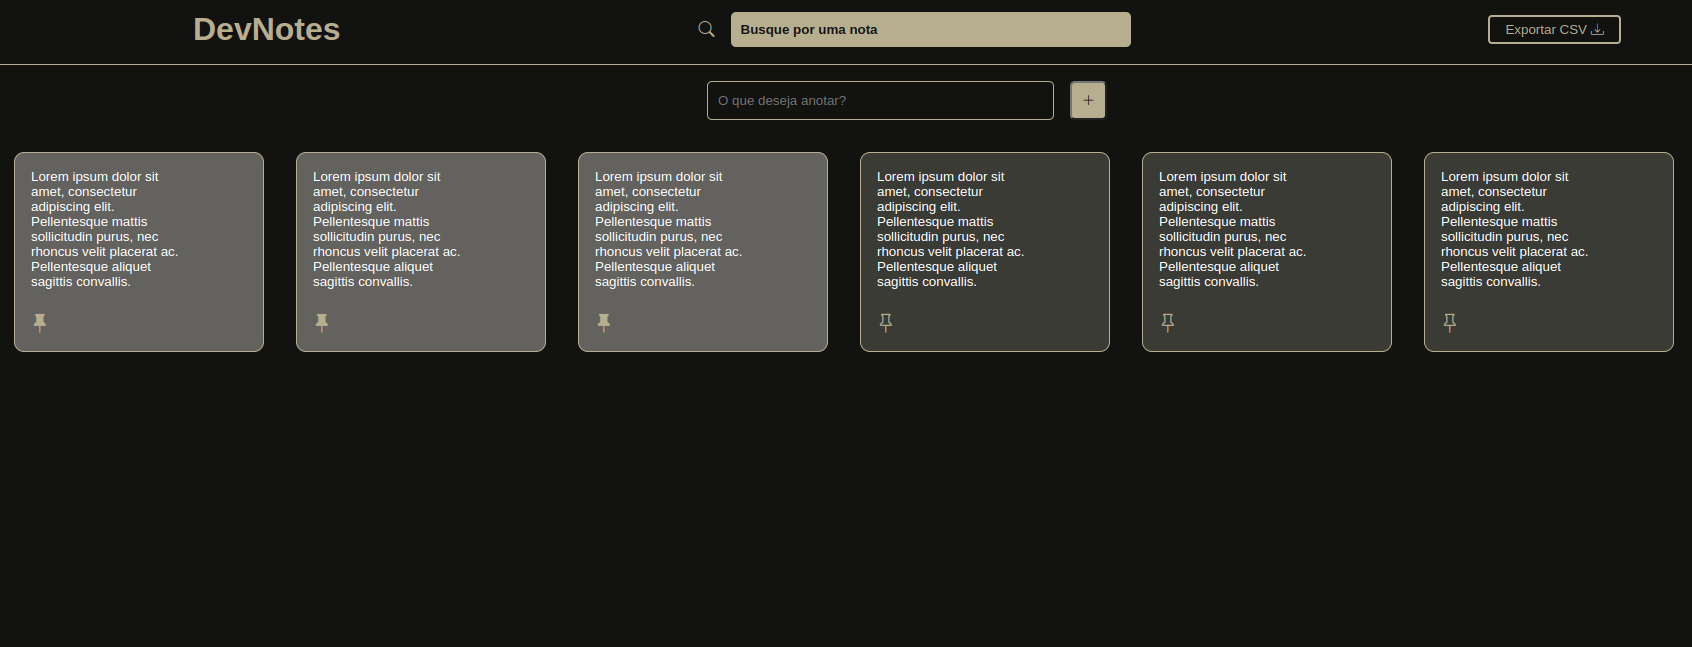 DevNotes
Busque por uma nota
Exportar CSV
O que deseja anotar?
+
Lorem ipsum dolor sit
amet, consectetur
adipiscing elit.
Pellentesque mattis
sollicitudin purus, nec
rhoncus velit placerat ac.
Pellentesque aliquet
sagittis convallis.
Lorem ipsum dolor sit
amet, consectetur
adipiscing elit.
Pellentesque mattis
sollicitudin purus, nec
rhoncus velit placerat ac.
Pellentesque aliquet
sagittis convallis.
Lorem ipsum dolor sit
amet, consectetur
adipiscing elit.
Pellentesque mattis
sollicitudin purus, nec
rhoncus velit placerat ac.
Pellentesque aliquet
sagittis convallis.
Lorem ipsum dolor sit
amet, consectetur
adipiscing elit.
Pellentesque mattis
sollicitudin purus, nec
rhoncus velit placerat ac.
Pellentesque aliquet
sagittis convallis.
Lorem ipsum dolor sit
amet, consectetur
adipiscing elit.
Pellentesque mattis
sollicitudin purus, nec
rhoncus velit placerat ac.
Pellentesque aliquet
sagittis convallis.
Lorem ipsum dolor sit
amet, consectetur
adipiscing elit.
Pellentesque mattis
sollicitudin purus, nec
rhoncus velit placerat ac.
Pellentesque aliquet
sagittis convallis.